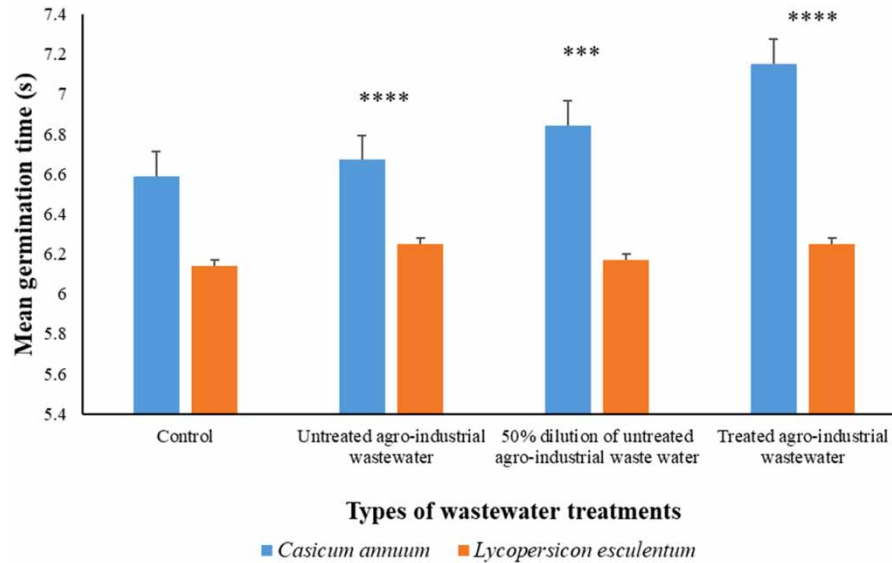 Mean germination time (s)
7.4
7.2
7
6.8
6.6
6.4
6.2
6
5.8
5.6
5.4
****
***
****
Control
Untreated agro-industrial
wastewater
50% dilution of untreated
agro-industrial waste water
Treated agro-industrial
wastewater
Types of wastewater treatments
Casicum annuum
Lycopersicon esculentum